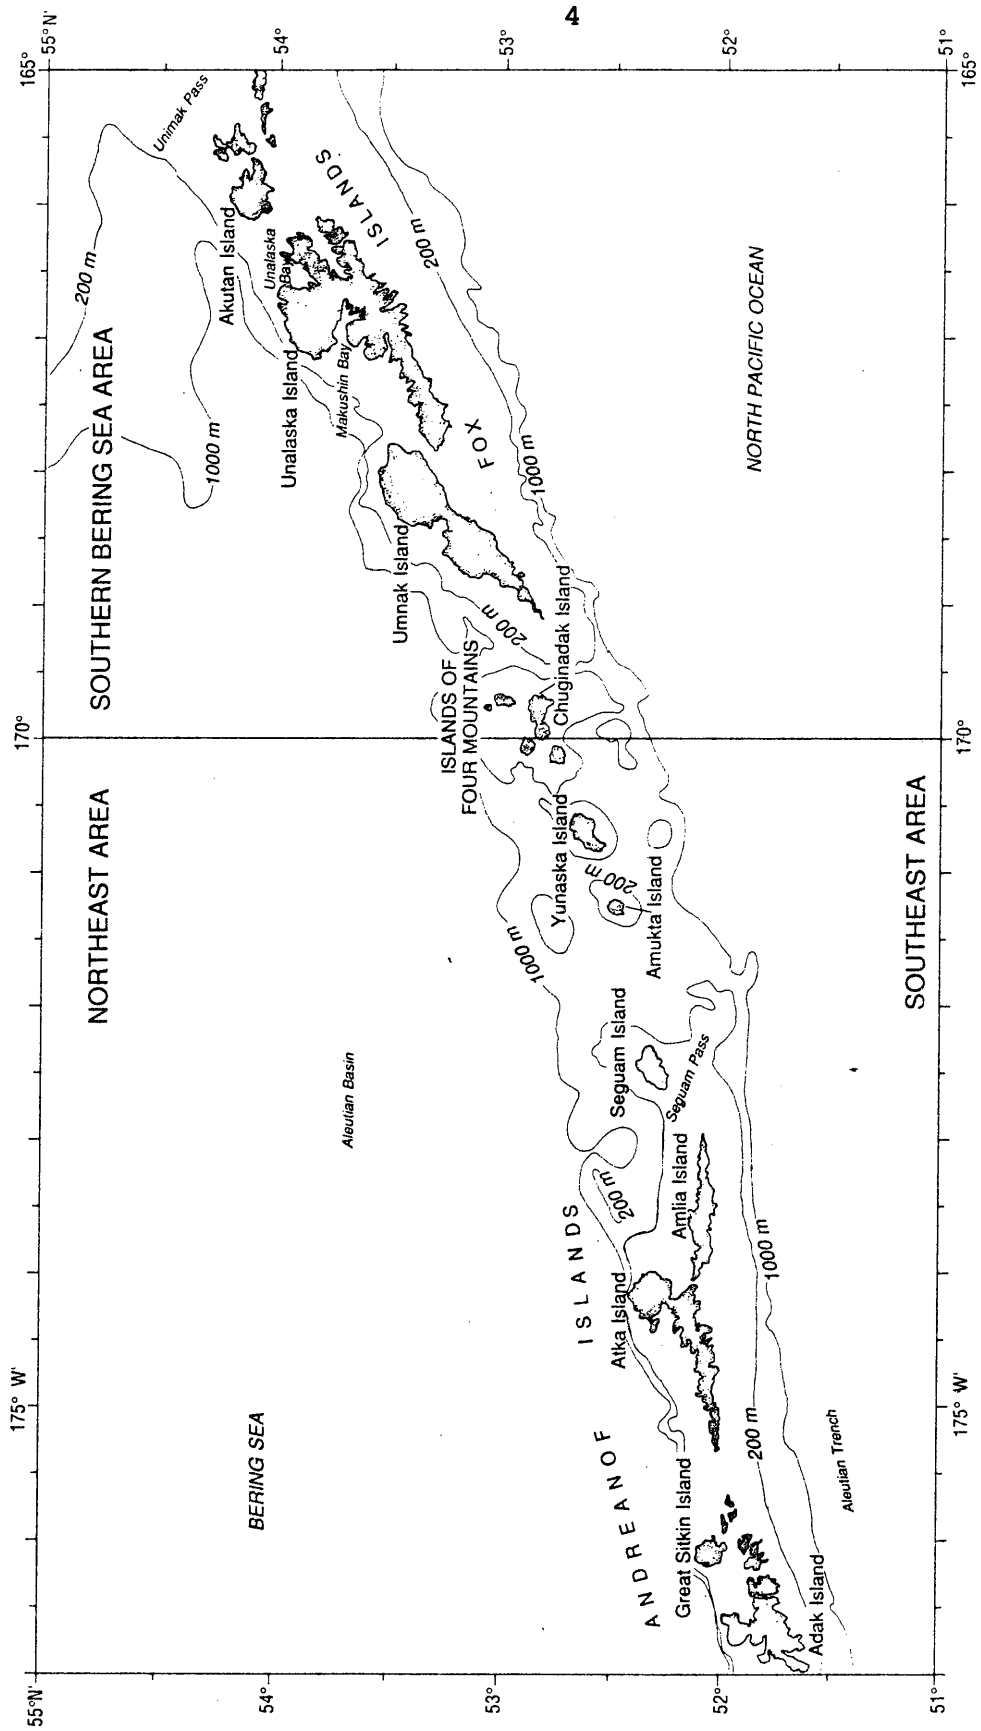 4
55°N'
54°
53°
52°
51°
165°
165°
Unimak Pass
200 m
SOUTHERN BERING SEA AREA
1000 m
Akutan Island
Unalaska
Bay
Unalaska Island
Makushin Bay
FOX
ISLANDS
200 m
1000 m
NORTH PACIFIC OCEAN
Umnak Island
200 m
ISLANDS OF
FOUR MOUNTAINS
Chuginadak Island
170°
170°
NORTHEAST AREA
Yunaska Island
200 m
Amukta Island
1000 m
SOUTHEAST AREA
Aleutian Basin
Seguam Island
Seguam Pass
Amlia Island
200 m
1000 m
ANDREANOF
ISLANDS
Atka Island
175° W'
175° W'
BERING SEA
200 m
Aleutian Trench
Great Sitkin Island
Adak Island
55°N'
54°
53°
52°
51°